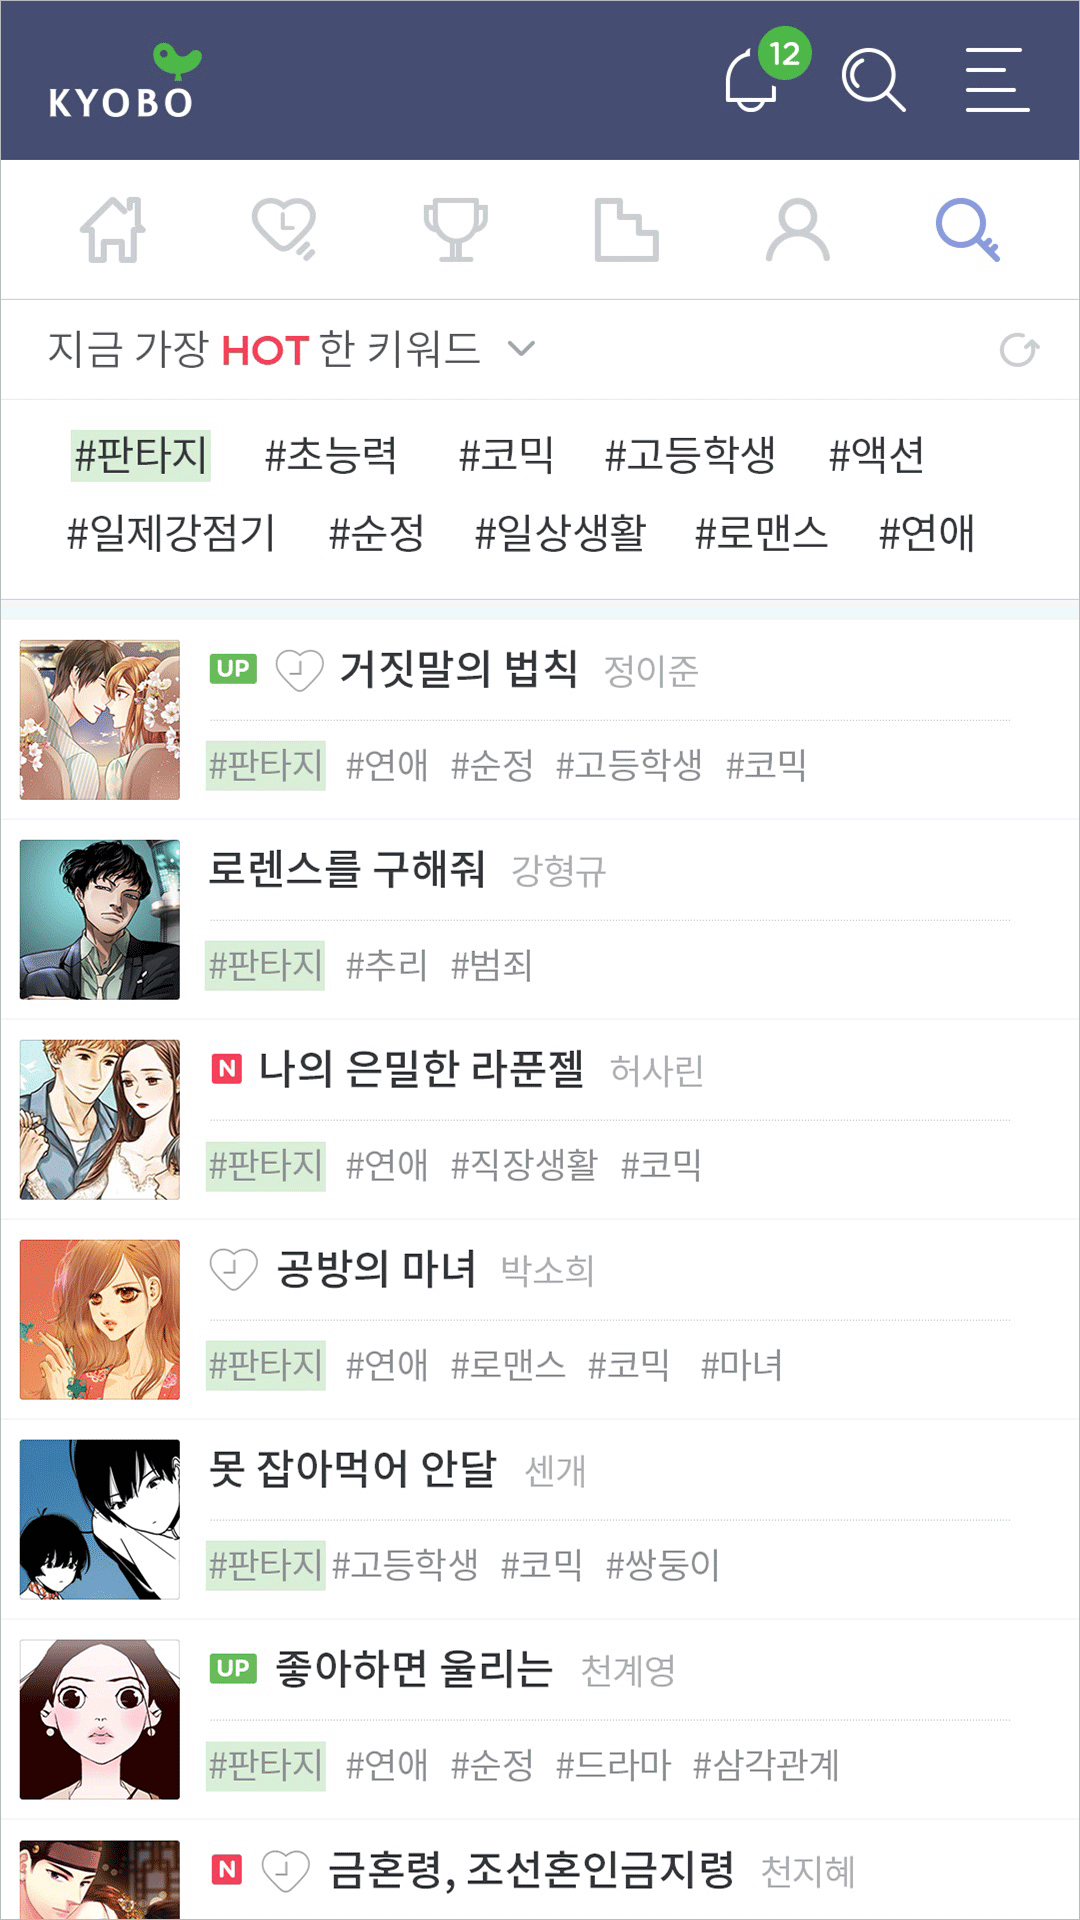 KYOBO 12
지금 가장 HOT 한 키워드
#판타지 #초능력 #코믹 #고등학생 #액션
#일제강점기 #순정 #일상생활 #로맨스 #연애
UP 거짓말의 법칙 정이준
#판타지 #연애 #순정 #고등학생 #코믹
로렌스를 구해줘 강형규
#판타지 #추리 #범죄
N 나의 은밀한 라푼젤 허사린
#판타지 #연애 #직장생활 #코믹
공방의 마녀 박소희
#판타지 #연애 #로맨스 #코믹 #마녀
못 잡아먹어 안달 센개
#판타지 #고등학생 #코믹 #쌍둥이
UP 좋아하면 울리는 천계영
#판타지 #연애 #순정 #드라마 #삼각관계
N 금혼령, 조선혼인금지령 천지혜